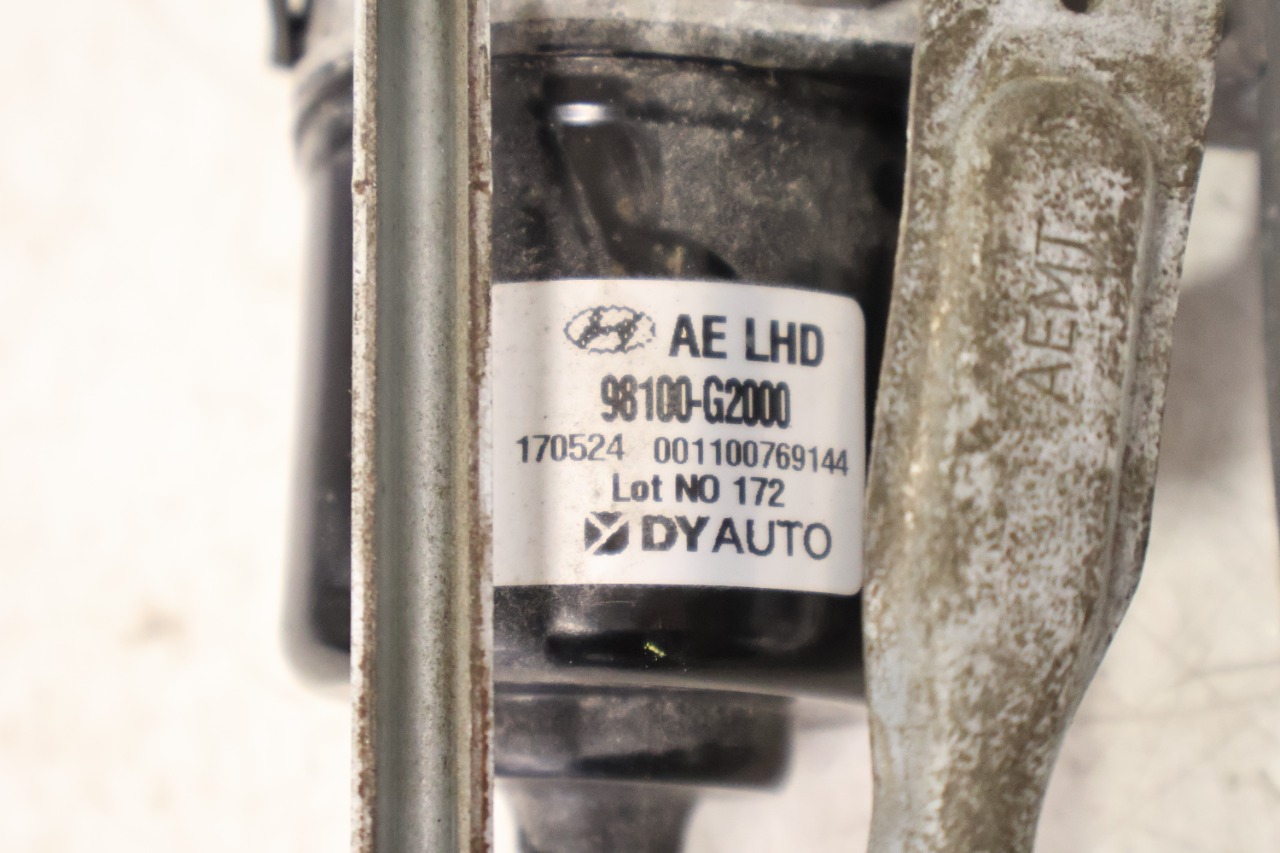 AE LHD
98100-G2000
170524 001100769144
Lot NO 172
DYAUTO
AEMT